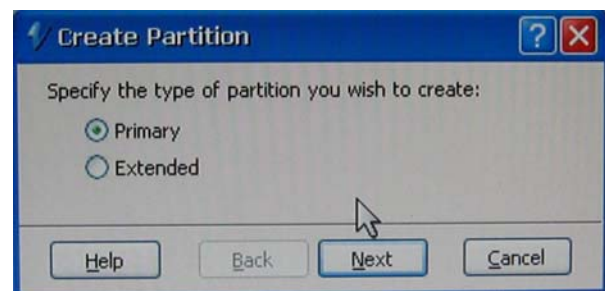 Create Partition
Specify the type of partition you wish to create:
Primary
Extended
Help Back Next Cancel